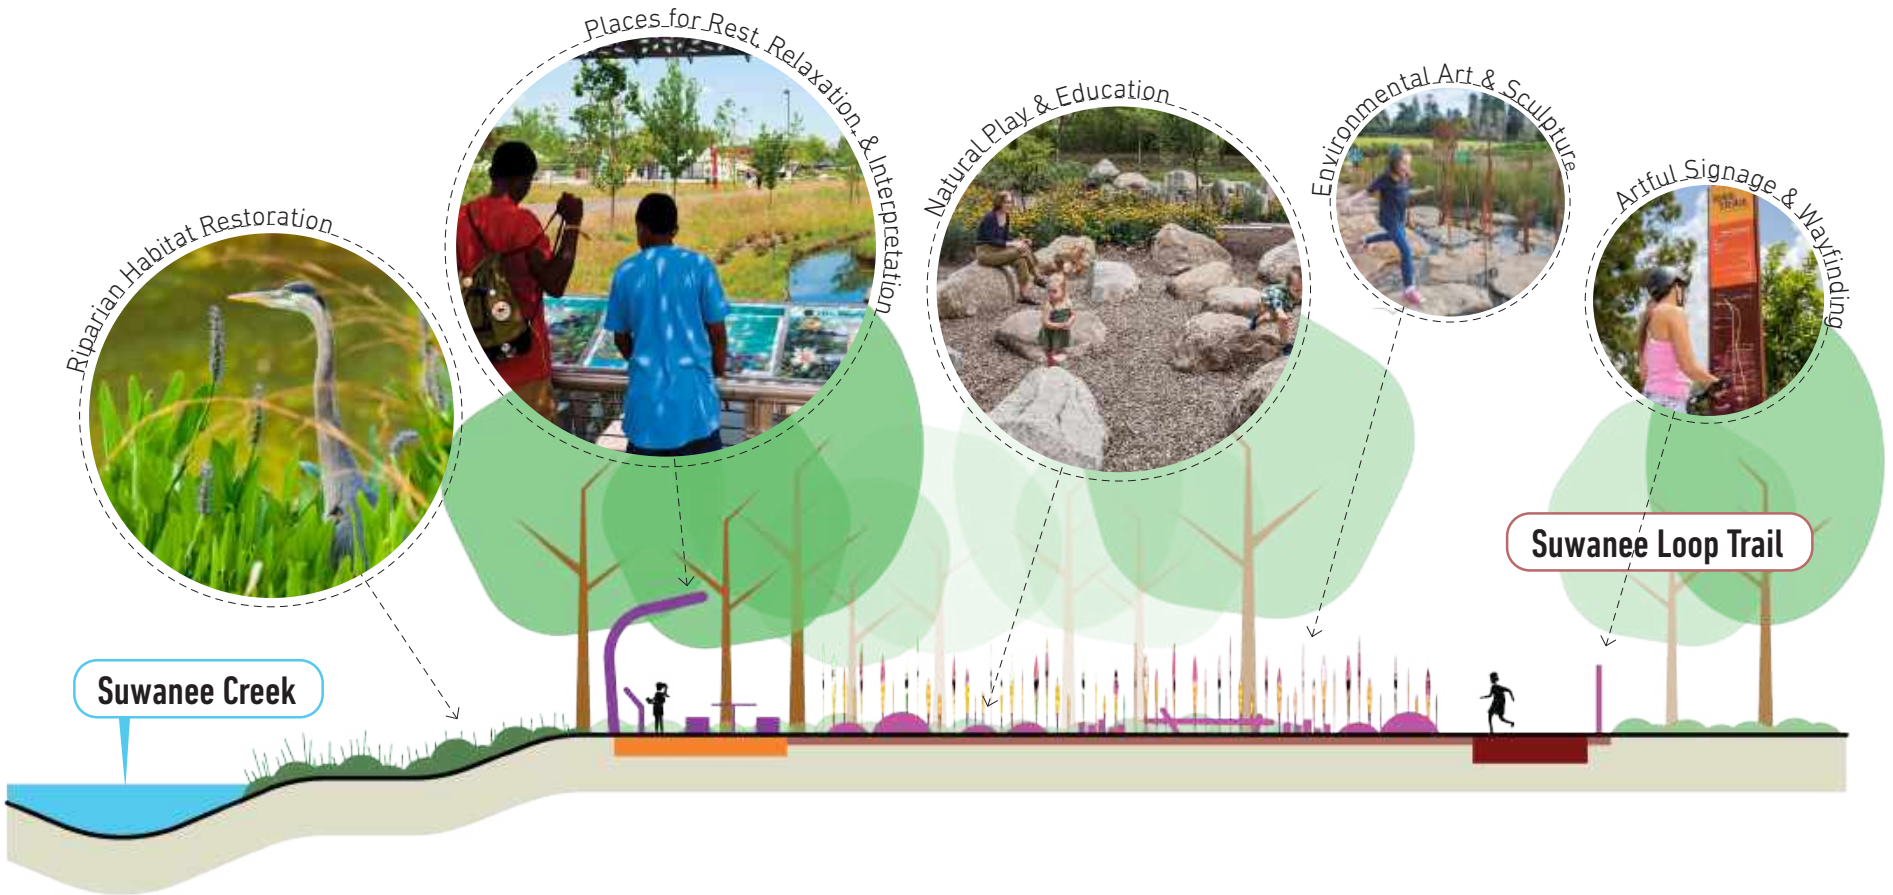 Riparian Habitat Restoration
Places for Rest, Relaxation, & Interpretation
Natural Play & Education
Environmental Art & Sculpture
Artful Signage & Wayfinding
Suwanee Loop Trail
Suwanee Creek